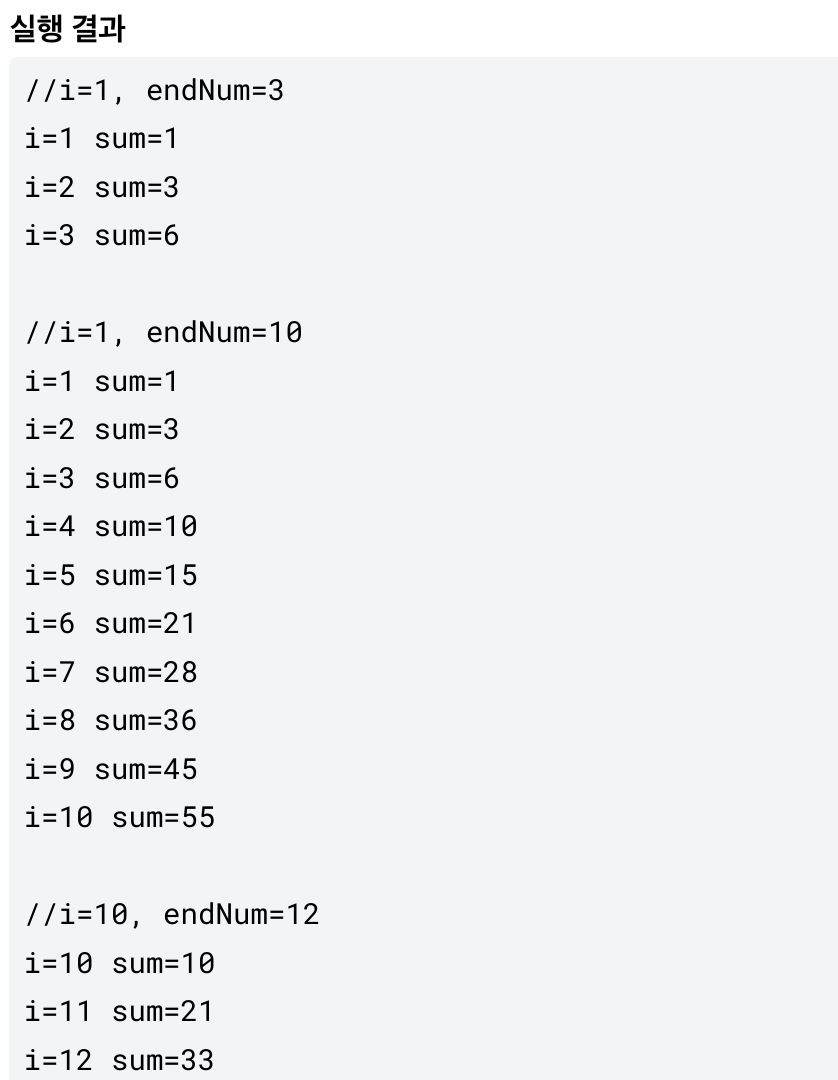 실행 결과
//i=1, endNum=3
i=1 sum=1
i=2 sum=3
i=3 sum=6
//i=1, endNum=10
i=1 sum=1
i=2 sum=3
i=3 sum=6
i=4 sum=10
i=5 sum=15
i=6 sum=21
i=7 sum=28
i=8 sum=36
i=9 sum=45
i=10 sum=55
//i=10, endNum=12
i=10 sum=10
i=11 sum=21
i=12 sum=33